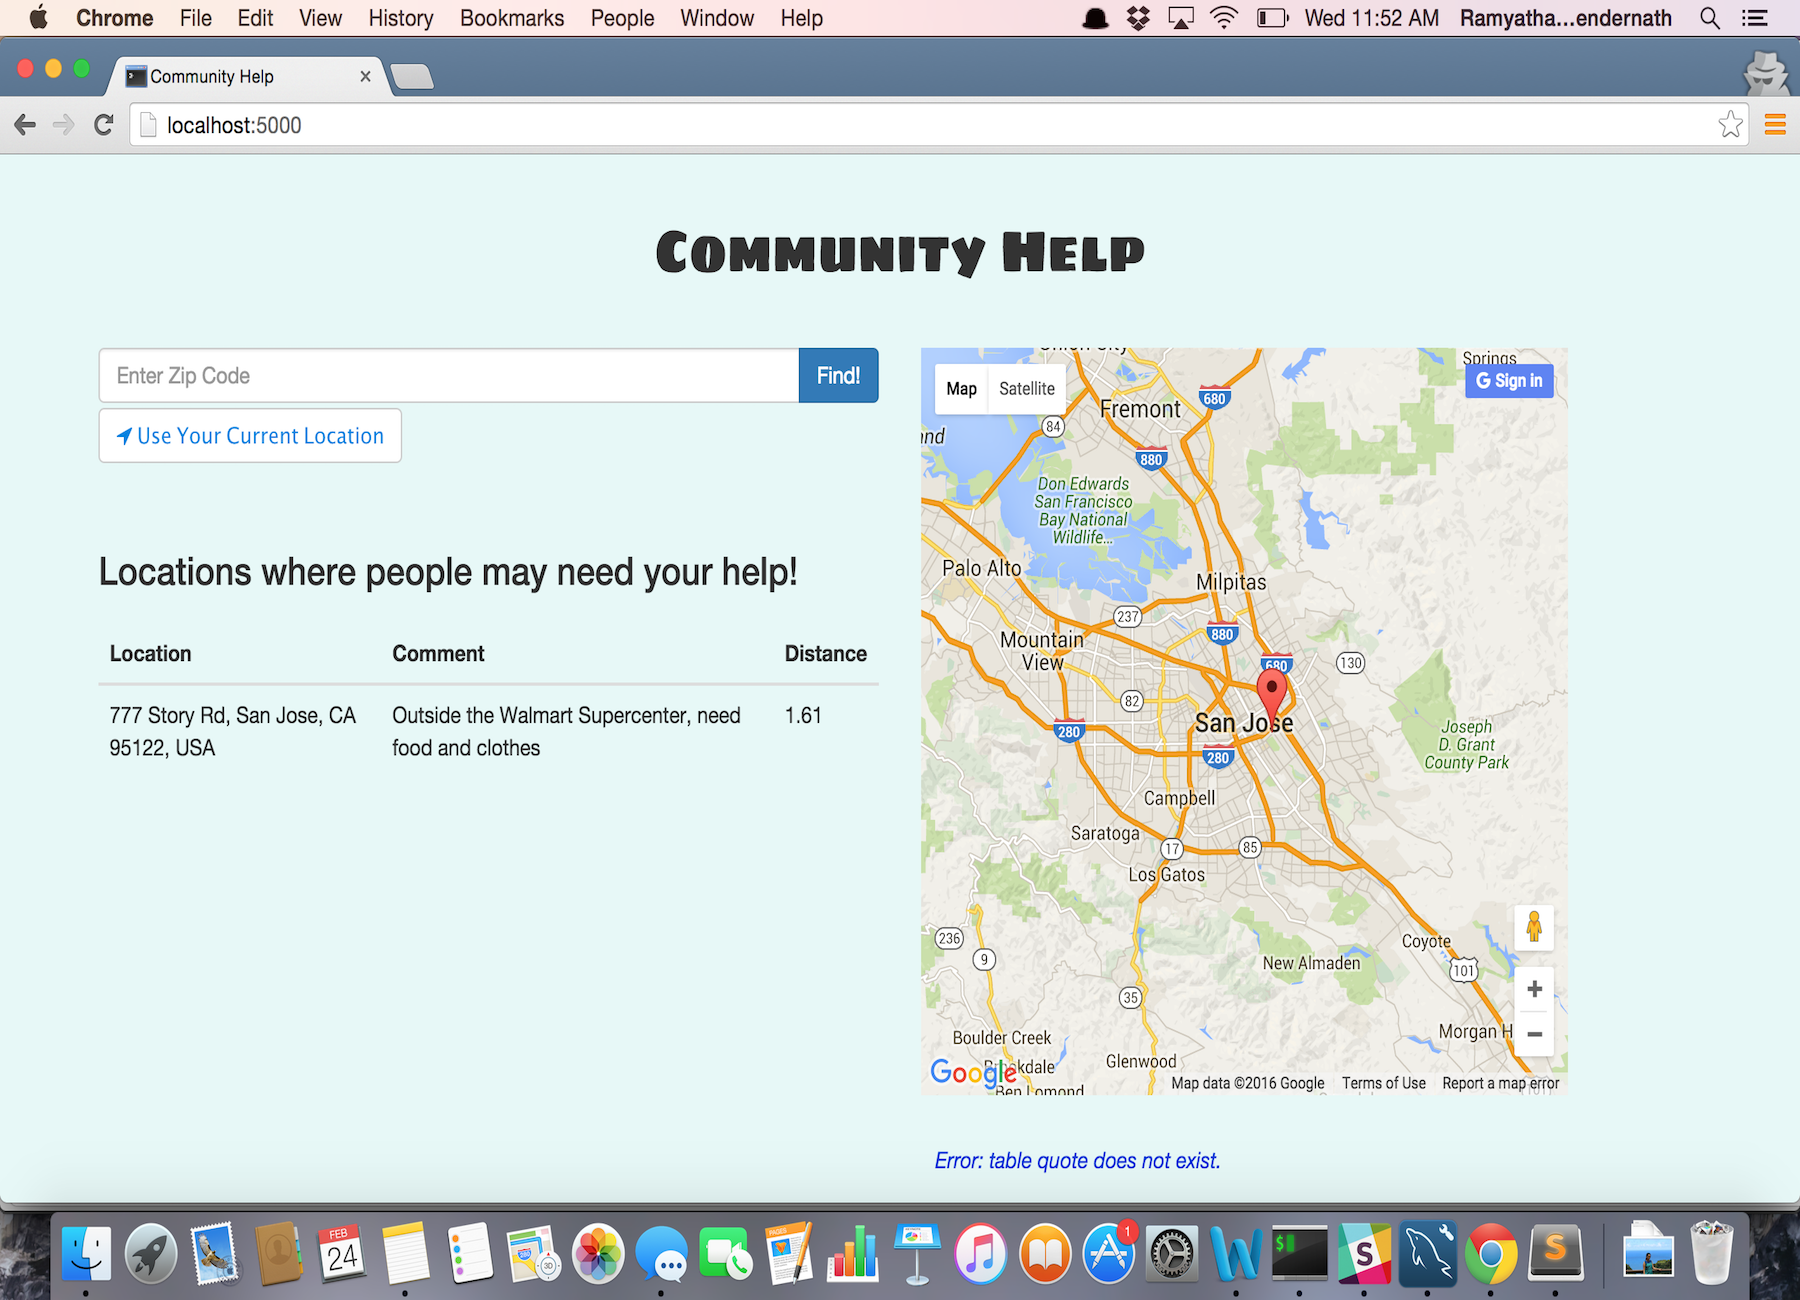 Chrome File Edit View History Bookmarks People Window Help
Wed 11:52 AM Ramyatha...endernath
Community Help
localhost:5000
Community Help
Enter Zip Code
Find!
Use Your Current Location
Locations where people may need your help!
Location Comment Distance
777 Story Rd, San Jose, CA
95122, USA
Outside the Walmart Supercenter, need
food and clothes
1.61
Union City
Springs
Map Satellite
G Sign in
680
Fremont
84
and
880
Don Edwards
San Francisco
Bay National
Wildlife...
Palo Alto
Milpitas
237
880
Mountain
View
680
130
82
San Jose
280
280
Joseph
D. Grant
County Park
Campbell
Saratoga
17
85
Los Gatos
236
9
Coyote
New Almaden
101
35
Morgan H
Boulder Creek
Glenwood
Google
kdale
Ben Lomond
Map data ©2016 Google Terms of Use Report a map error
Error: table quote does not exist.
FEB
24
3D
PAGES
1
W
$
S
S